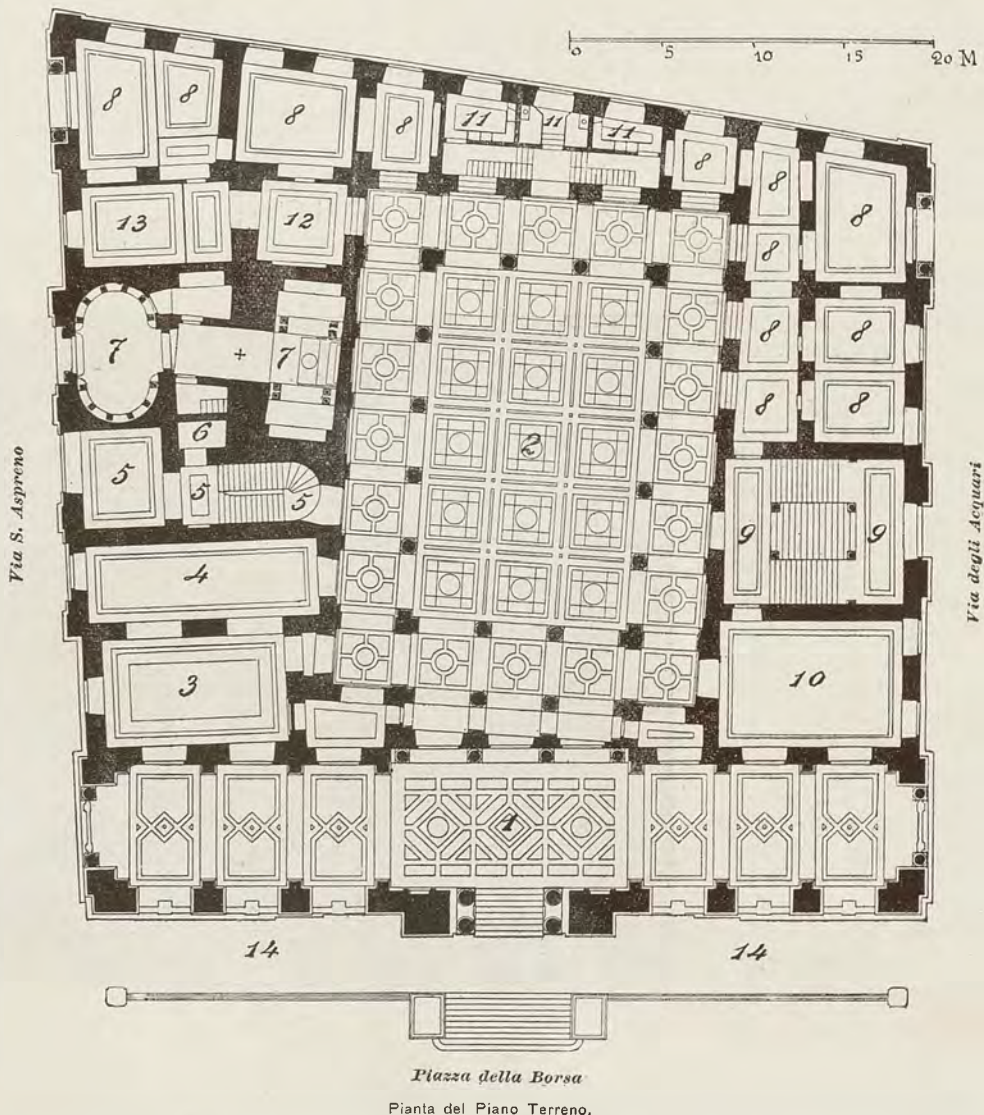 0 5 10 15 20 M
8 8 8 8 11 11 11 8 8 8
13 12 8
7 + 7 8 8
6 8 8
5 5 5 2 9 9
4
3 10
1
14 14
Via S. Aspreno
Via degli Acquari
Piazza della Borsa
Pianta del Piano Terreno.